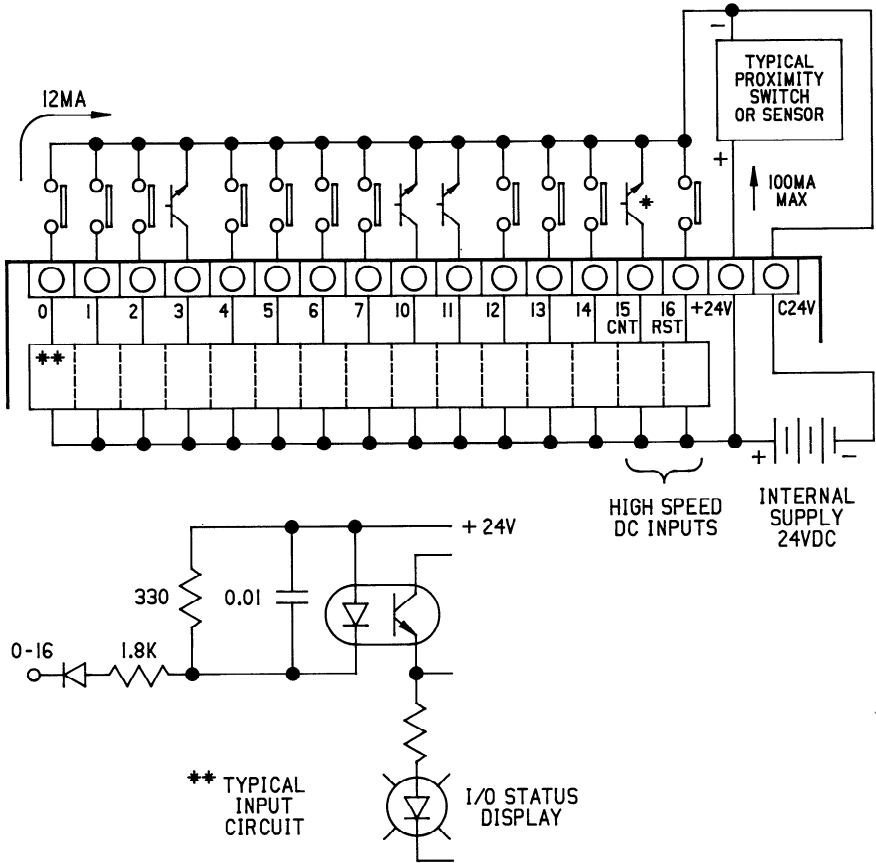 −
TYPICAL
PROXIMITY
SWITCH
OR SENSOR
12MA
+
100MA
MAX
*
0 1 2 3 4 5 6 7 10 11 12 13 14 15 16 +24V C24V
CNT RST
**
+ −
HIGH SPEED
DC INPUTS
INTERNAL
SUPPLY
24VDC
+ 24V
330 0.01
0-16 1.8K
** TYPICAL
INPUT
CIRCUIT
I/O STATUS
DISPLAY